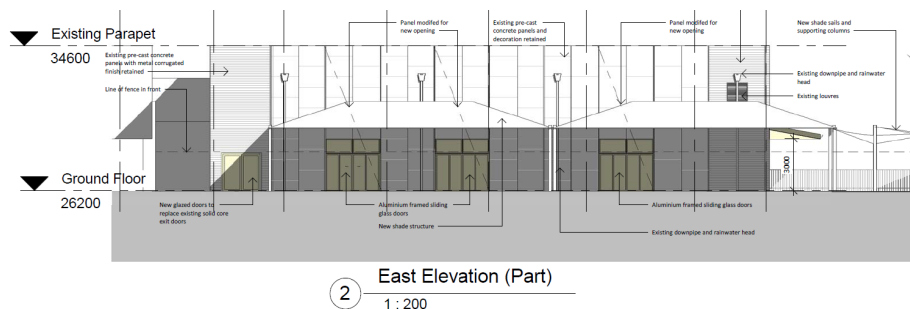 Panel modifed for
new opening
Existing pre-cast
concrete panels and
decoration retained
Panel modifed for
new opening
New shade sails and
supporting columns
Existing Parapet
34600
Existing pre-cast concrete
panels with metal corrugated
finish retained
Line of fence in front
Existing downpipe and rainwater
head
Existing louvres
3000
Ground Floor
26200
New glazed doors to
replace existing solid core
exit doors
Aluminium framed sliding
glass doors
New shade structure
Aluminium framed sliding glass doors
Existing downpipe and rainwater head
2
East Elevation (Part)
1 : 200